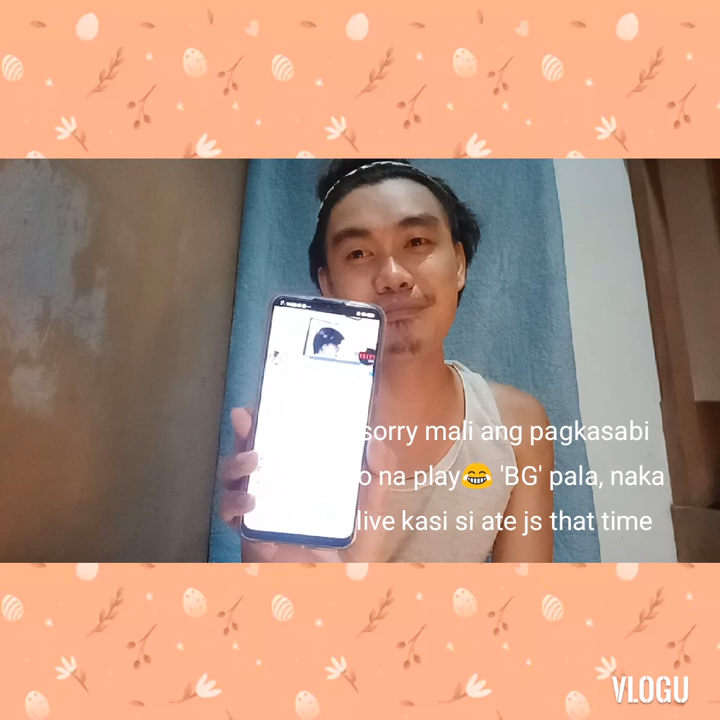 sorry mali ang pagkasabi
o na play😂 'BG' pala, naka
live kasi si ate js that time
VLOGU